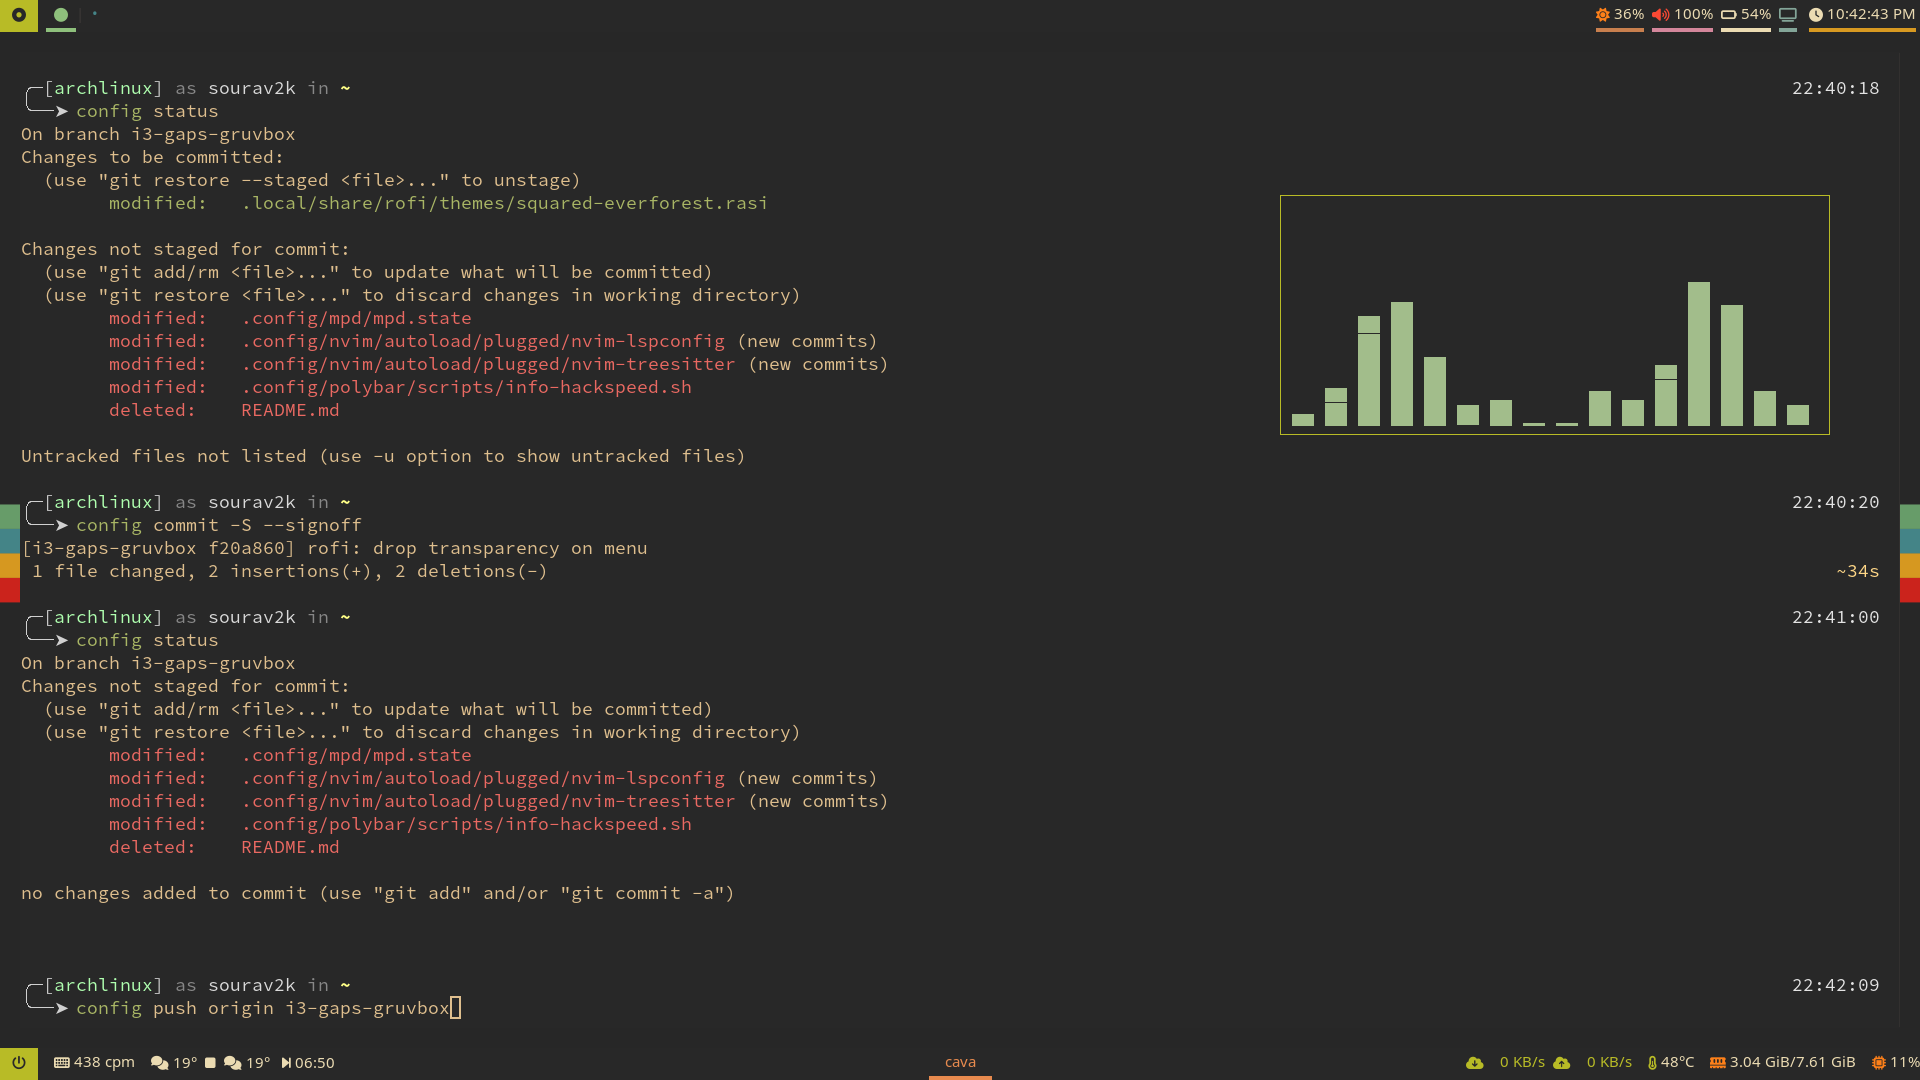 36% 100% 54% 10:42:43 PM
[archlinux] as sourav2k in ~ 22:40:18
config status
On branch i3-gaps-gruvbox
Changes to be committed:
(use "git restore --staged <file>..." to unstage)
modified: .local/share/rofi/themes/squared-everforest.rasi
Changes not staged for commit:
(use "git add/rm <file>..." to update what will be committed)
(use "git restore <file>..." to discard changes in working directory)
modified: .config/mpd/mpd.state
modified: .config/nvim/autoload/plugged/nvim-lspconfig (new commits)
modified: .config/nvim/autoload/plugged/nvim-treesitter (new commits)
modified: .config/polybar/scripts/info-hackspeed.sh
deleted: README.md
Untracked files not listed (use -u option to show untracked files)
[archlinux] as sourav2k in ~ 22:40:20
config commit -S --signoff
[i3-gaps-gruvbox f20a860] rofi: drop transparency on menu
1 file changed, 2 insertions(+), 2 deletions(-) ~34s
[archlinux] as sourav2k in ~ 22:41:00
config status
On branch i3-gaps-gruvbox
Changes not staged for commit:
(use "git add/rm <file>..." to update what will be committed)
(use "git restore <file>..." to discard changes in working directory)
modified: .config/mpd/mpd.state
modified: .config/nvim/autoload/plugged/nvim-lspconfig (new commits)
modified: .config/nvim/autoload/plugged/nvim-treesitter (new commits)
modified: .config/polybar/scripts/info-hackspeed.sh
deleted: README.md
no changes added to commit (use "git add" and/or "git commit -a")
[archlinux] as sourav2k in ~ 22:42:09
config push origin i3-gaps-gruvbox
438 cpm 19° 19° 06:50 cava 0 KB/s 0 KB/s 48°C 3.04 GiB/7.61 GiB 11%